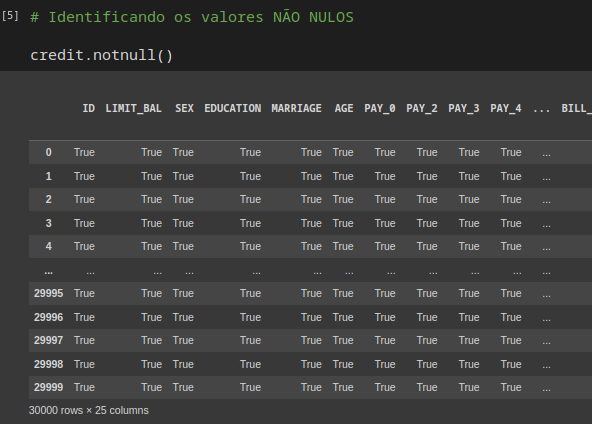 [5] # Identificando os valores NÃO NULOS
credit.notnull()
ID LIMIT_BAL SEX EDUCATION MARRIAGE AGE PAY_0 PAY_2 PAY_3 PAY_4 ... BILL_
0 True True True True True True True True True True ...
1 True True True True True True True True True True ...
2 True True True True True True True True True True ...
3 True True True True True True True True True True ...
4 True True True True True True True True True True ...
... ... ... ... ... ... ... ... ... ... ... ...
29995 True True True True True True True True True True ...
29996 True True True True True True True True True True ...
29997 True True True True True True True True True True ...
29998 True True True True True True True True True True ...
29999 True True True True True True True True True True ...
30000 rows × 25 columns